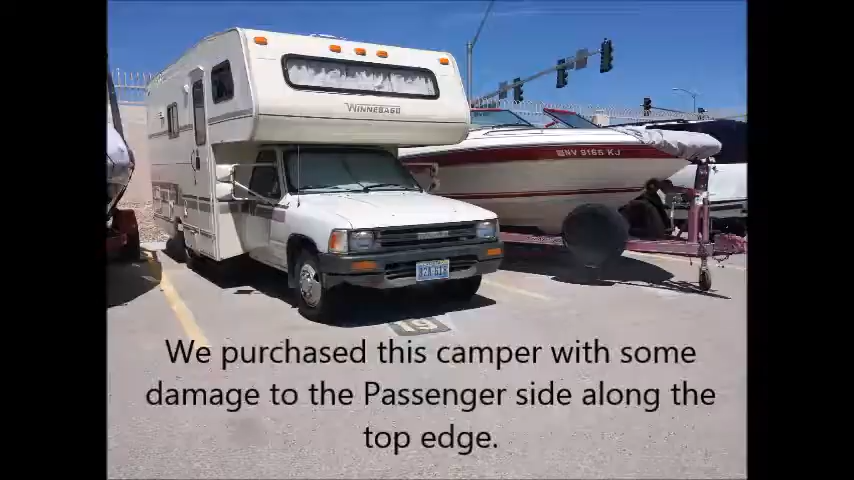 WINNEBAGO
NV 9165 KJ
19
We purchased this camper with some
damage to the Passenger side along the
top edge.